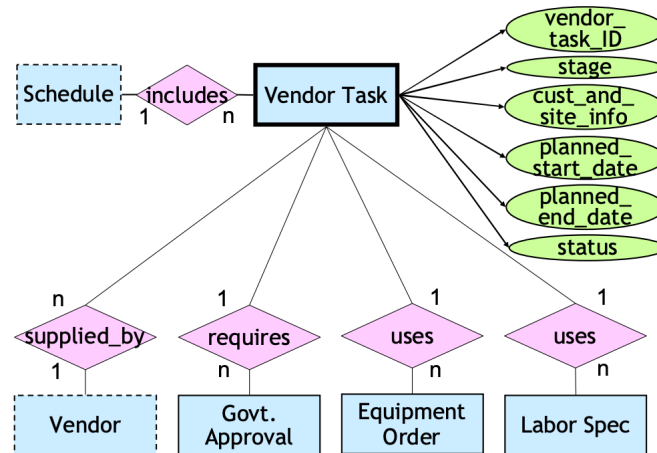 vendor_
task_ID
stage
Schedule
includes
Vendor Task
1
n
cust_and_
site_info
planned_
start_date
planned_
end_date
status
n
1
1
1
supplied_by
requires
uses
uses
1
n
n
n
Vendor
Govt.
Approval
Equipment
Order
Labor Spec